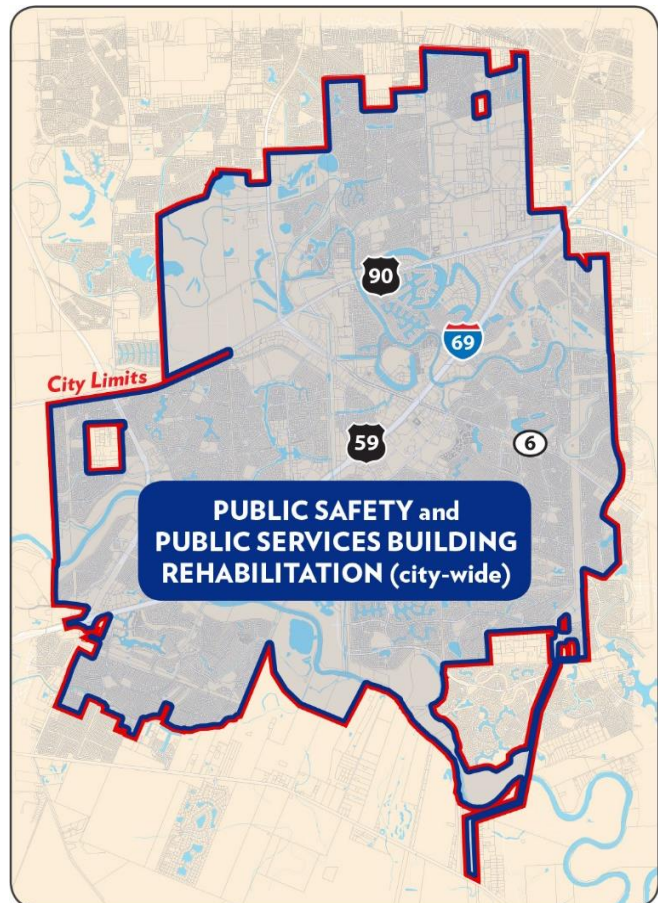 90
69
City Limits
59
6
PUBLIC SAFETY and
PUBLIC SERVICES BUILDING
REHABILITATION (city-wide)